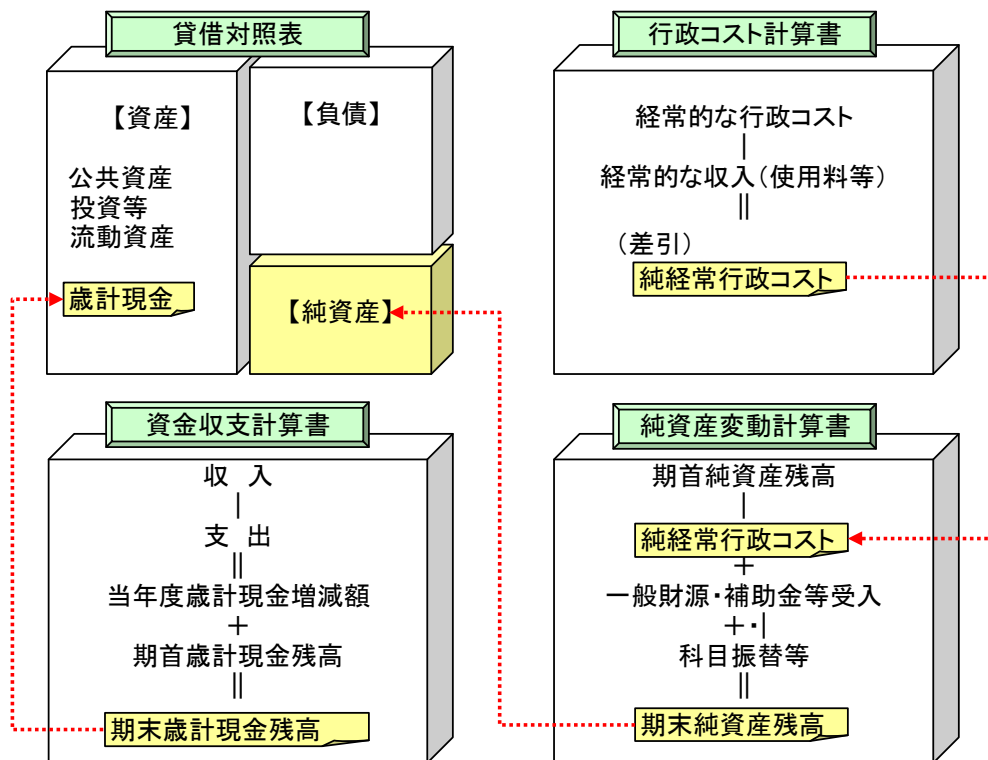 貸借対照表
【資産】
公共資産
投資等
流動資産
歳計現金
【負債】
【純資産】
行政コスト計算書
経常的な行政コスト
|
経常的な収入(使用料等)
||
(差引)
純経常行政コスト
資金収支計算書
収 入
|
支 出
||
当年度歳計現金増減額
+
期首歳計現金残高
||
期末歳計現金残高
純資産変動計算書
期首純資産残高
|
純経常行政コスト
+
一般財源・補助金等受入
+・|
科目振替等
||
期末純資産残高